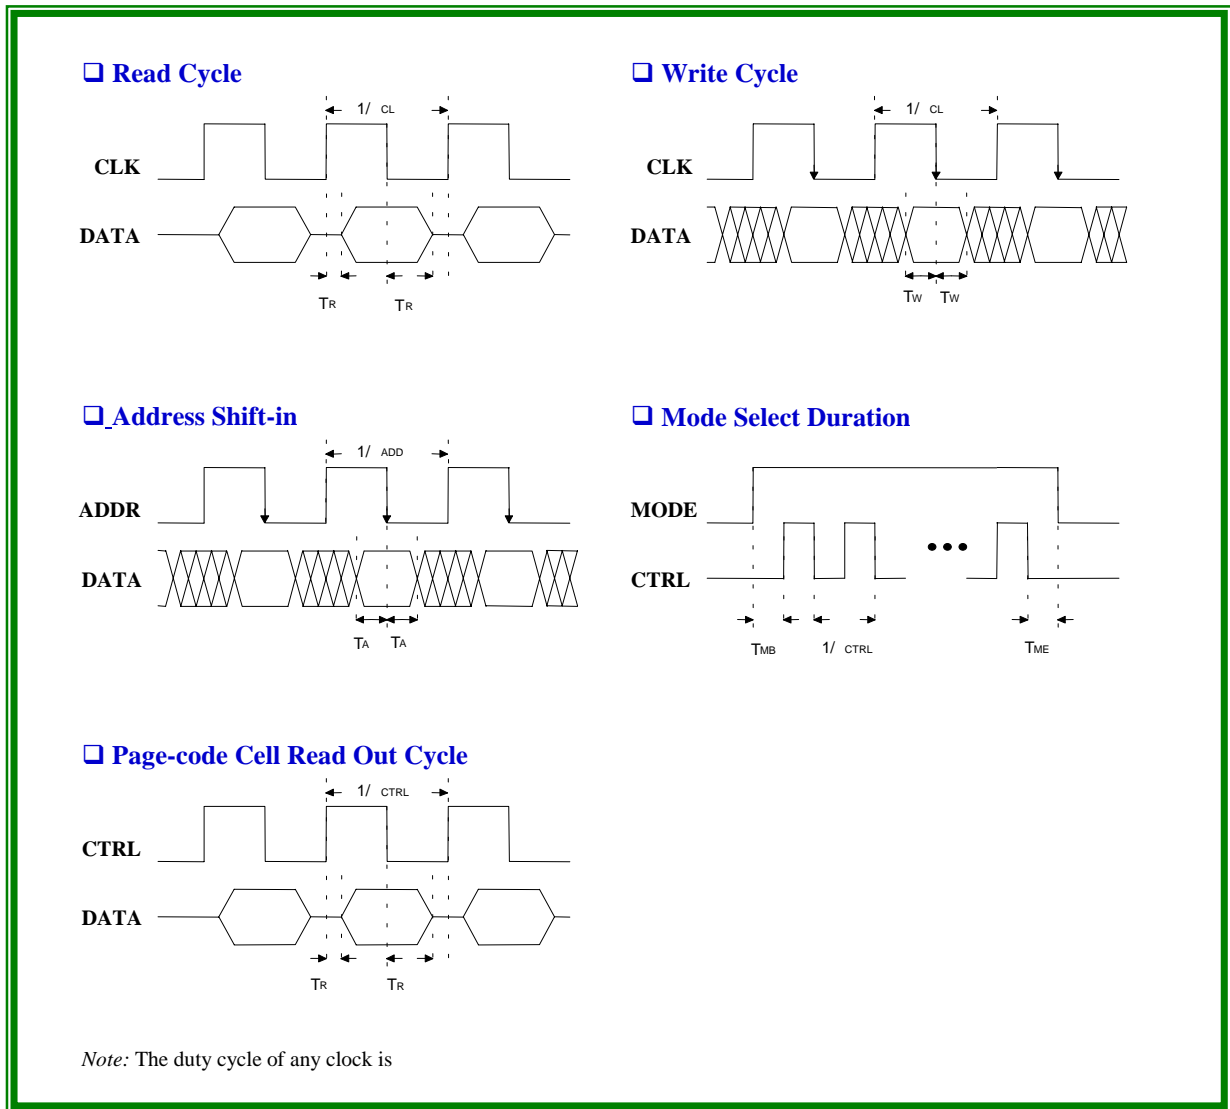 ❑ Read Cycle
1/ CL
CLK
DATA
TR TR
❑ Write Cycle
1/ CL
CLK
DATA
TW TW
❑ Address Shift-in
1/ ADD
ADDR
DATA
TA TA
❑ Mode Select Duration
MODE
CTRL
TMB 1/ CTRL TME
❑ Page-code Cell Read Out Cycle
1/ CTRL
CTRL
DATA
TR TR
Note: The duty cycle of any clock is